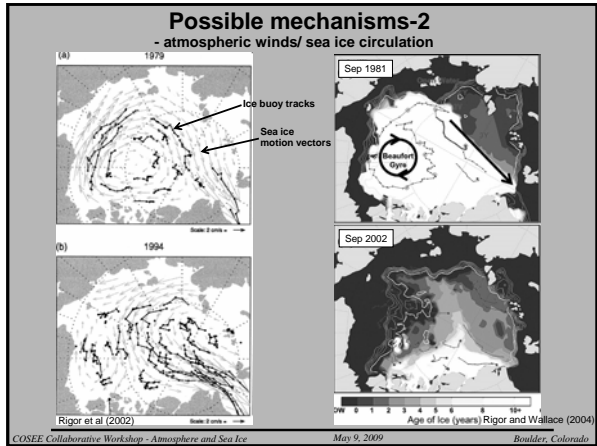 Possible mechanisms-2
- atmospheric winds/ sea ice circulation
(a) 1979
Ice buoy tracks
Sea ice
motion vectors
Scale: 2 cm/s
(b) 1994
Scale: 2 cm/s
Rigor et al (2002)
Sep 1981
Beaufort
Gyre
Sep 2002
OW 0 1 2 3 4 5 6 7 8 9 10+
Age of Ice (years) Rigor and Wallace (2004)
COSEE Collaborative Workshop - Atmosphere and Sea Ice May 9, 2009 Boulder, Colorado